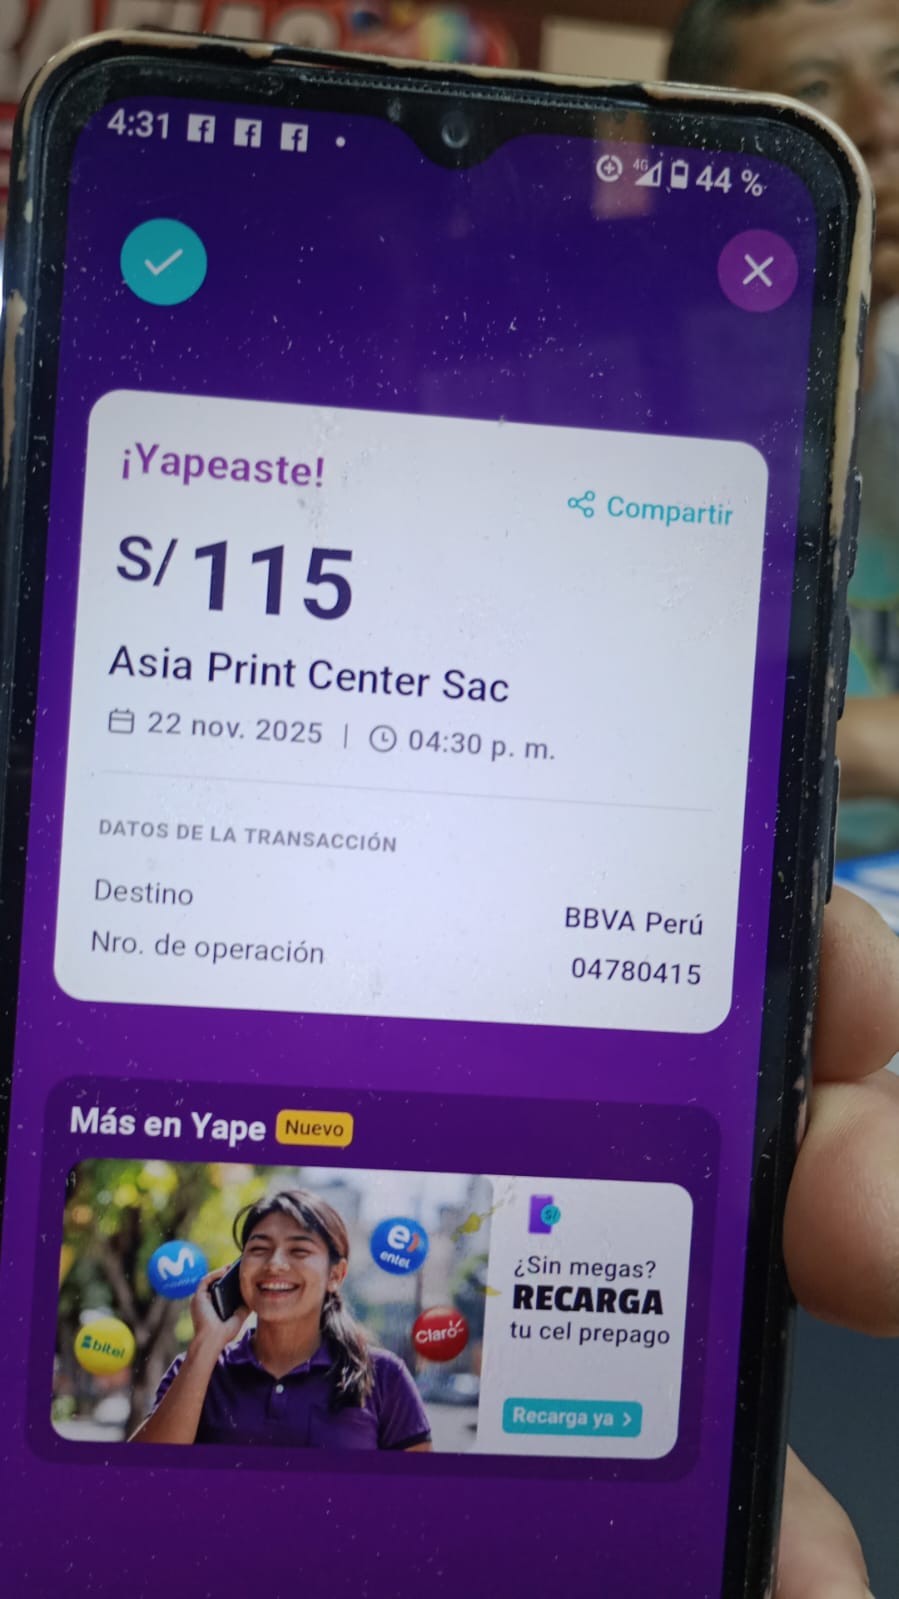 4:31
4G 44 %
¡Yapeaste!
Compartir
S/ 115
Asia Print Center Sac
22 nov. 2025 | 04:30 p. m.
DATOS DE LA TRANSACCIÓN
Destino BBVA Perú
Nro. de operación 04780415
Más en Yape Nuevo
movistar
e) entel
bitel
Claro
S/
¿Sin megas?
RECARGA
tu cel prepago
Recarga ya >